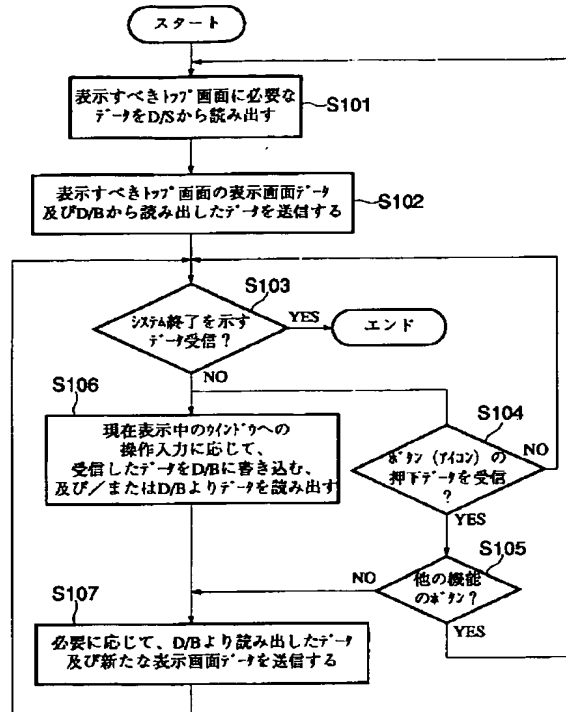 スタート
表示すべきﾄｯﾌﾟ画面に必要な
ﾃﾞｰﾀをD/Sから読み出す
S101
表示すべきﾄｯﾌﾟ画面の表示画面ﾃﾞｰﾀ
及びD/Bから読み出したﾃﾞｰﾀを送信する
S102
S103
ｼｽﾃﾑ終了を示す
ﾃﾞｰﾀ受信？
YES
エンド
NO
S106
現在表示中のｳｲﾝﾄﾞｳへの
操作入力に応じて、
受信したﾃﾞｰﾀをD/Bに書き込む、
及び／またはD/Bよりﾃﾞｰﾀを読み出す
S104
ﾎﾞﾀﾝ（ｱｲｺﾝ）の
押下ﾃﾞｰﾀを受信
？
NO
YES
S105
他の機能
のﾎﾞﾀﾝ？
NO
YES
S107
必要に応じて、D/Bより読み出したﾃﾞｰﾀ
及び新たな表示画面ﾃﾞｰﾀを送信する